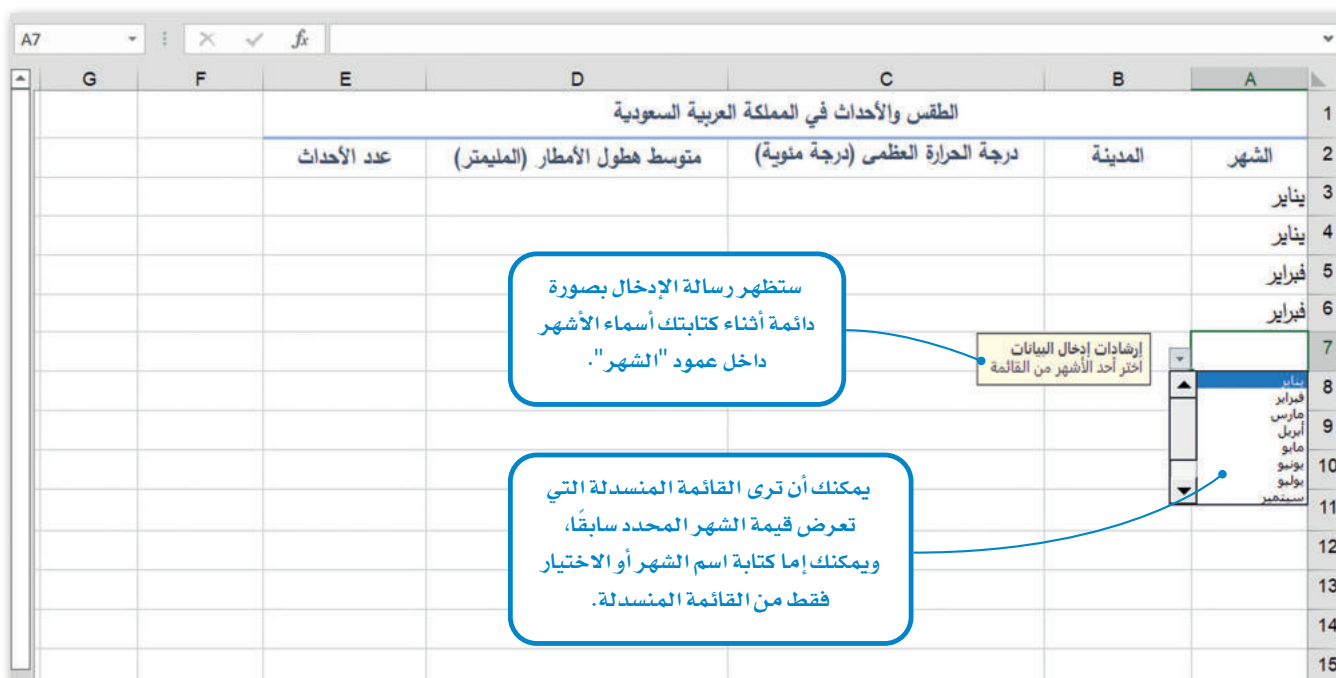 A7
fx
G F E D C B A
1 الطقس والأحداث في المملكة العربية السعودية
2 الشهر المدينة درجة الحرارة العظمى (درجة مئوية) متوسط هطول الأمطار (المليمتر) عدد الأحداث
3 يناير
4 يناير
5 فبراير
6 فبراير
7
8
9
10
11
12
13
14
15
ستظهر رسالة الإدخال بصورة
دائمة أثناء كتابتك أسماء الأشهر
داخل عمود "الشهر".
إرشادات إدخال البيانات
اختر أحد الأشهر من القائمة
يناير
فبراير
مارس
أبريل
مايو
يونيو
يوليو
سبتمبر
يمكنك أن ترى القائمة المنسدلة التي
تعرض قيمة الشهر المحدد سابقًا،
ويمكنك إما كتابة اسم الشهر أو الاختيار
فقط من القائمة المنسدلة.